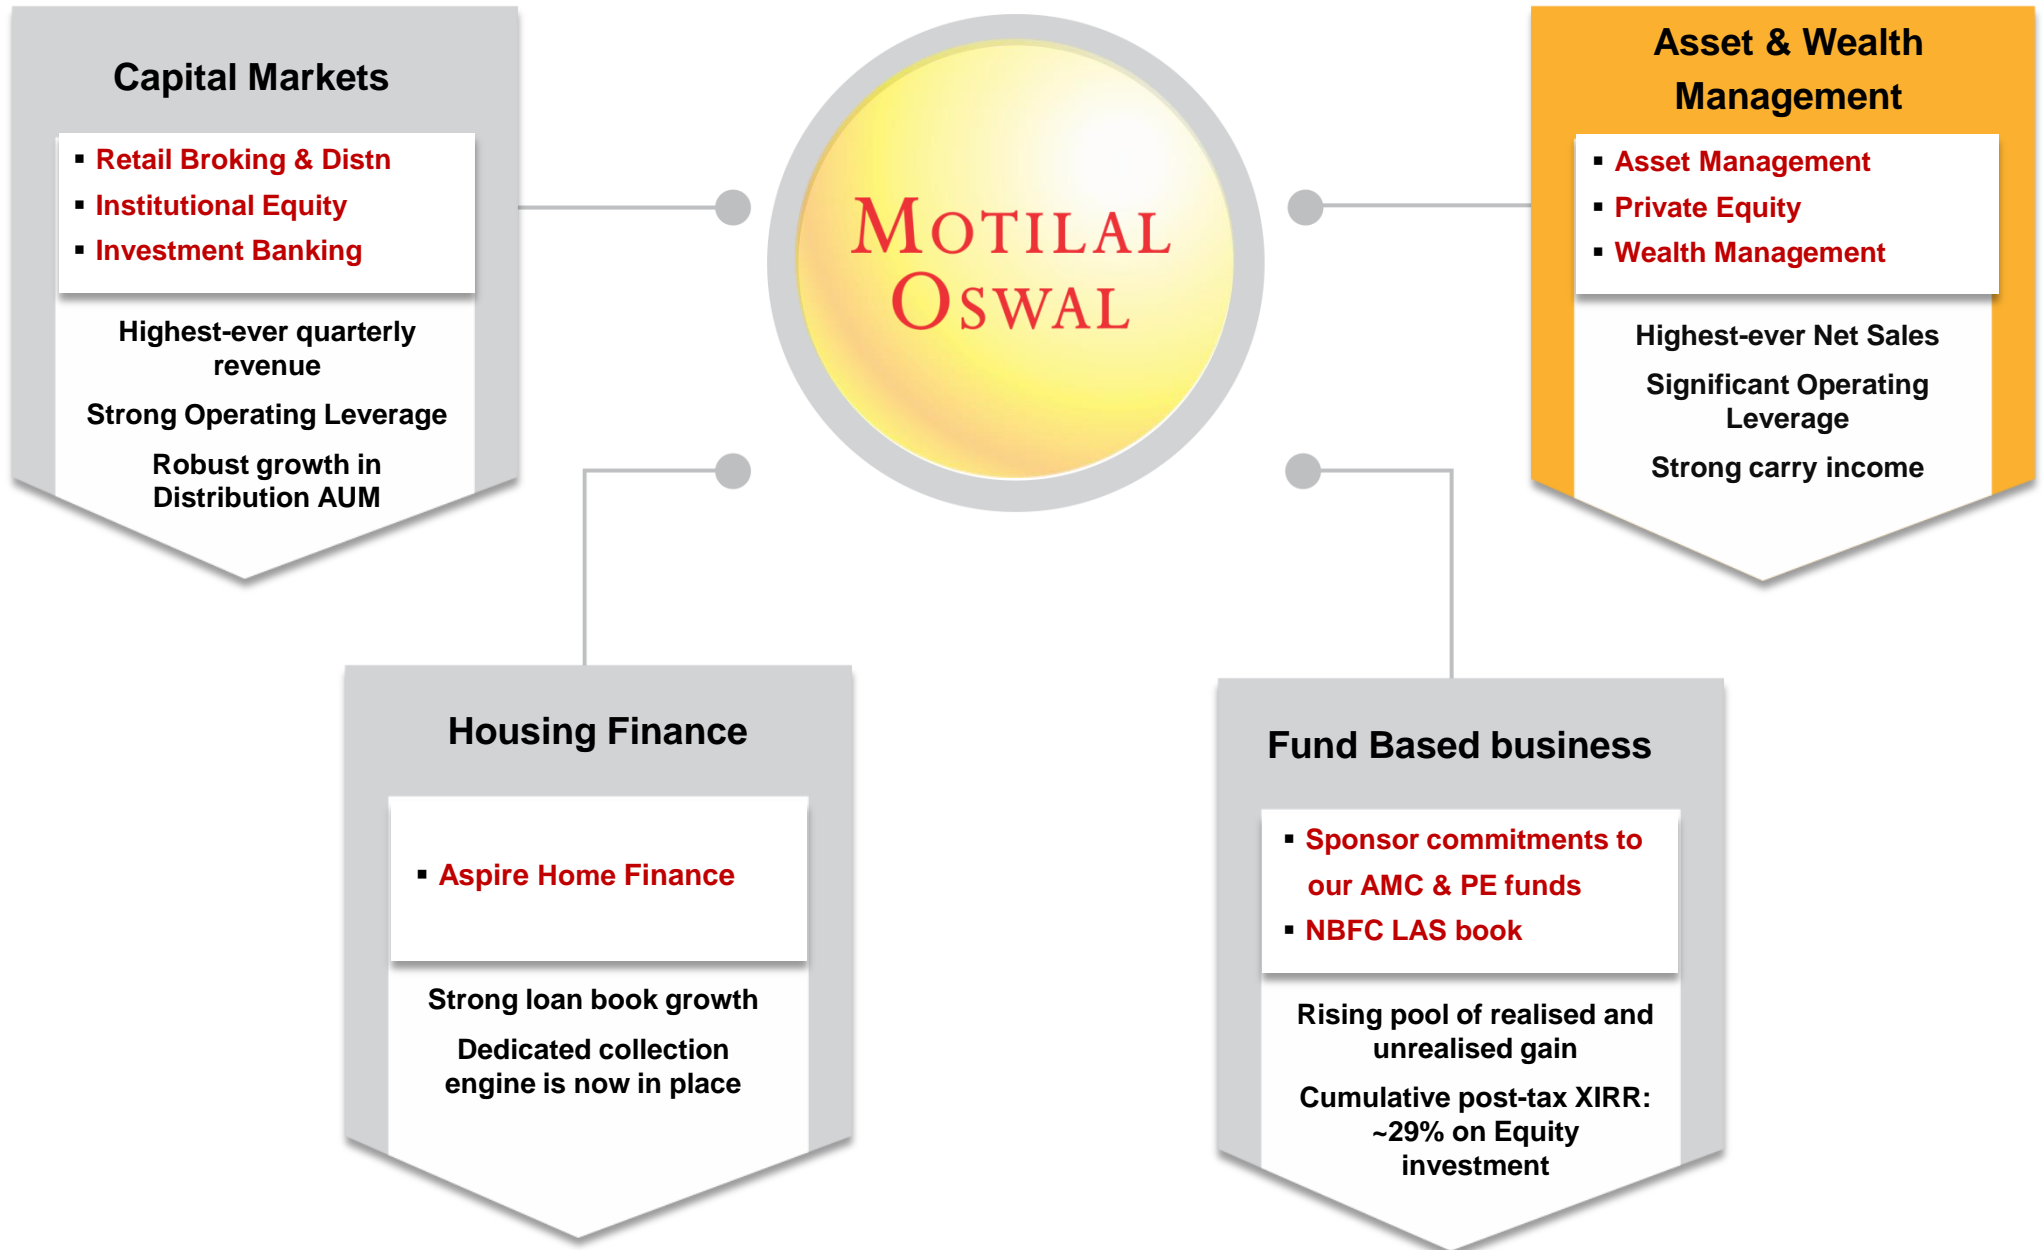 Capital Markets
▪ Retail Broking & Distn
▪ Institutional Equity
▪ Investment Banking
Highest-ever quarterly
revenue
Strong Operating Leverage
Robust growth in
Distribution AUM
MOTILAL
OSWAL
Asset & Wealth
Management
▪ Asset Management
▪ Private Equity
▪ Wealth Management
Highest-ever Net Sales
Significant Operating
Leverage
Strong carry income
Housing Finance
▪ Aspire Home Finance
Strong loan book growth
Dedicated collection
engine is now in place
Fund Based business
▪ Sponsor commitments to
our AMC & PE funds
▪ NBFC LAS book
Rising pool of realised and
unrealised gain
Cumulative post-tax XIRR:
~29% on Equity
investment